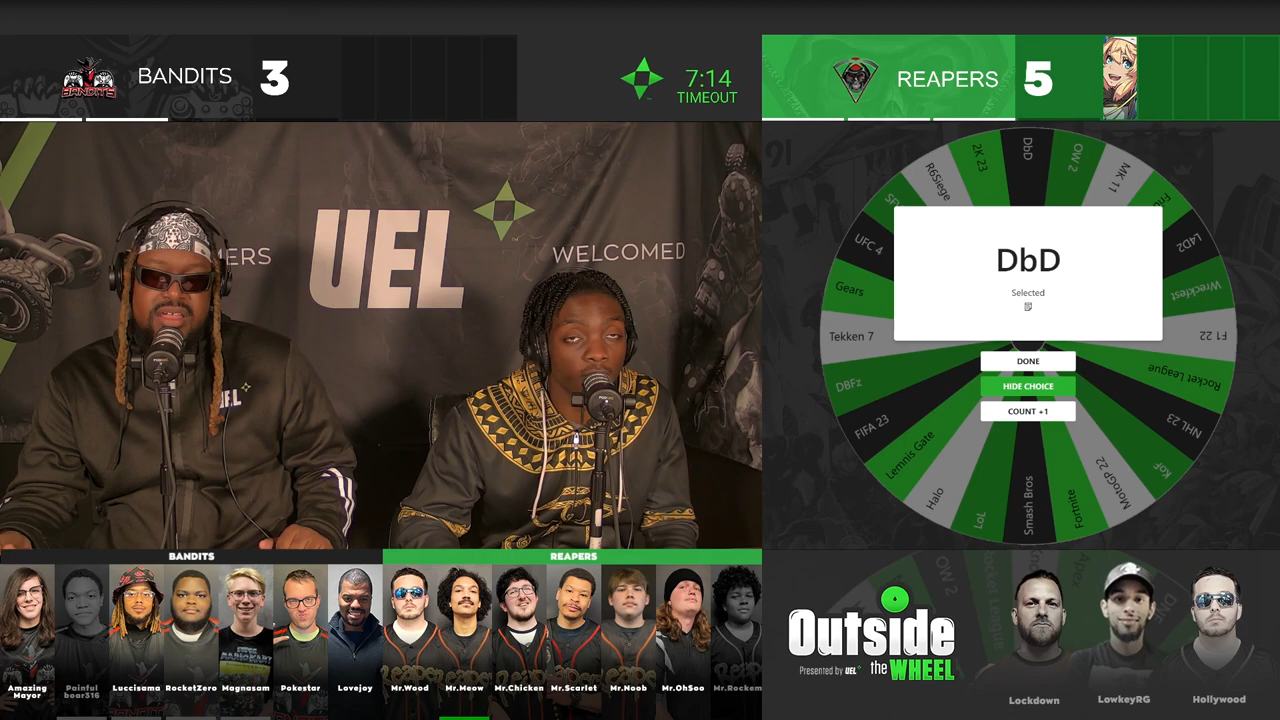 BANDITS
BANDITS 3
7:14
TIMEOUT
REAPERS 5
UEL
MERS
WELCOMED
UEL
DbD
OW 2
MK 11
L4D2
Wreckfest
F1 22
Rocket League
NHL 23
KoF
MotoGP 22
Fortnite
Smash Bros
LoL
Halo
Lemnis Gate
FIFA 23
DBFz
Tekken 7
Gears
UFC 4
R6Siege
2K 23
DbD
Selected
DONE
HIDE CHOICE
COUNT +1
BANDITS
REAPERS
Amazing
Mayor
Painful
boar316
Luccisama
RocketZero
Magnasam
Pokestar
Lovejoy
Mr.Wood
Mr.Meow
Mr.Chicken
Mr.Scarlet
Mr.Noob
Mr.OhSoo
Mr.Rockem
Outside
the WHEEL
Presented by UEL
Lockdown
LowkeyRG
Hollywood